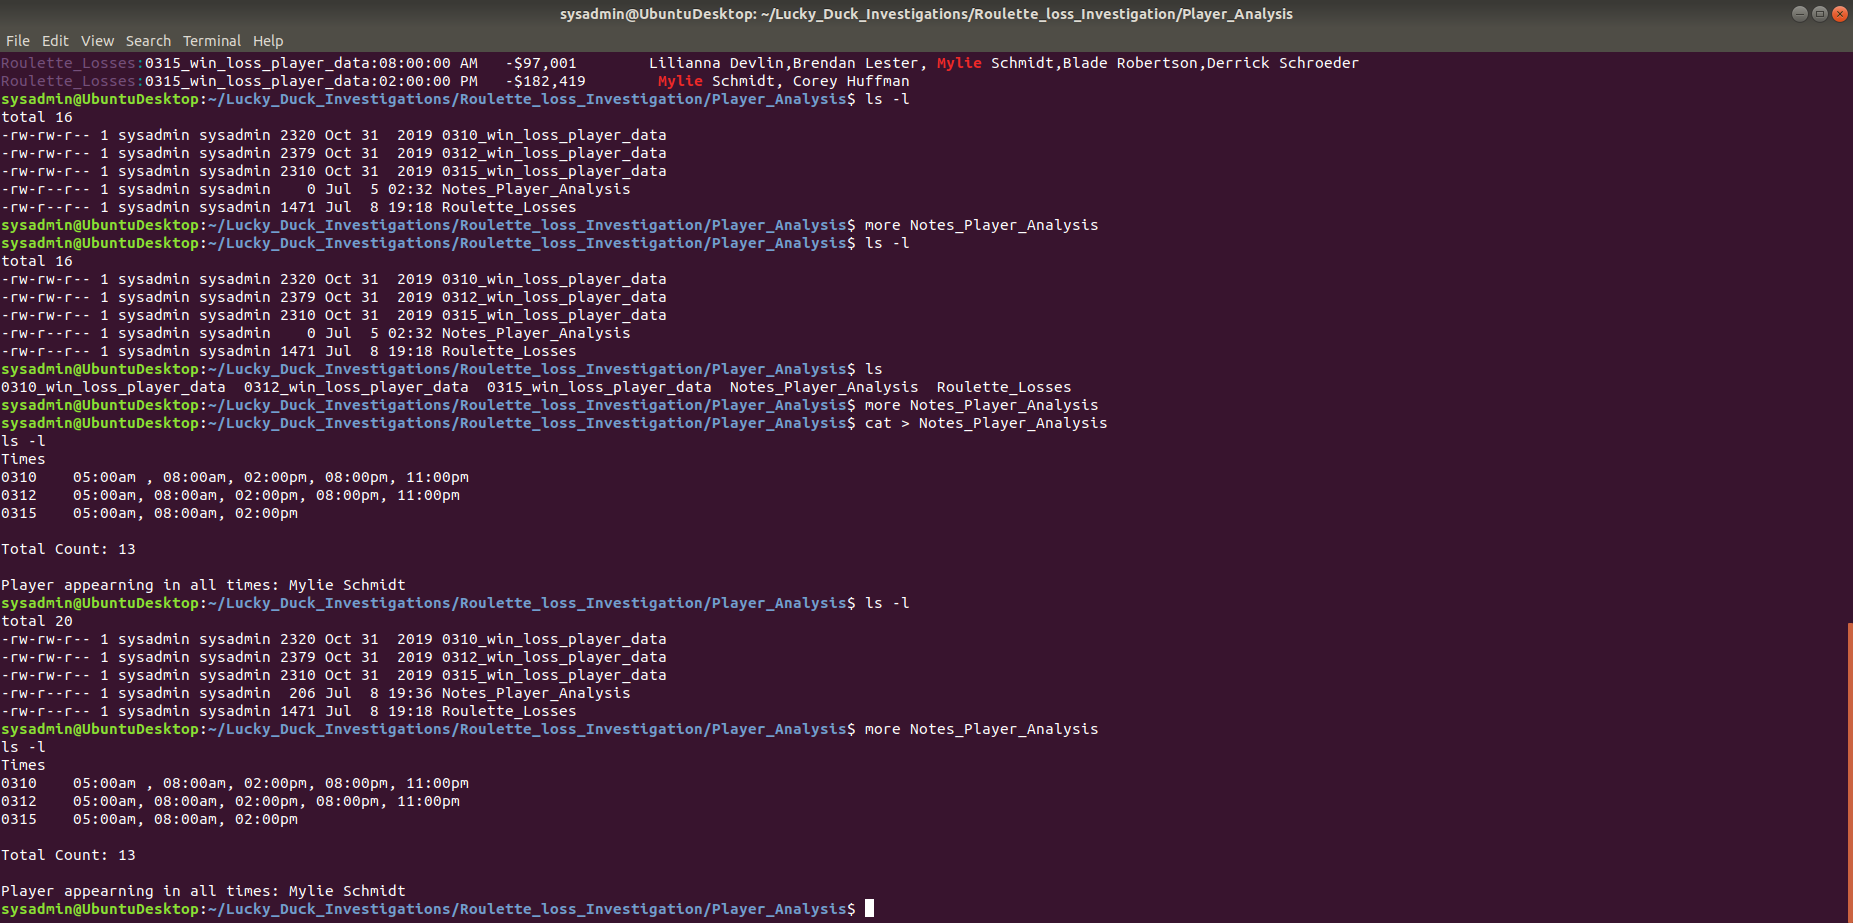 sysadmin@UbuntuDesktop: ~/Lucky_Duck_Investigations/Roulette_loss_Investigation/Player_Analysis
File Edit View Search Terminal Help
Roulette_Losses:0315_win_loss_player_data:08:00:00 AM   -$97,001        Lilianna Devlin,Brendan Lester, Mylie Schmidt,Blade Robertson,Derrick Schroeder
Roulette_Losses:0315_win_loss_player_data:02:00:00 PM   -$182,419        Mylie Schmidt, Corey Huffman
sysadmin@UbuntuDesktop:~/Lucky_Duck_Investigations/Roulette_loss_Investigation/Player_Analysis$ ls -l
total 16
-rw-rw-r-- 1 sysadmin sysadmin 2320 Oct 31  2019 0310_win_loss_player_data
-rw-rw-r-- 1 sysadmin sysadmin 2379 Oct 31  2019 0312_win_loss_player_data
-rw-rw-r-- 1 sysadmin sysadmin 2310 Oct 31  2019 0315_win_loss_player_data
-rw-r--r-- 1 sysadmin sysadmin    0 Jul  5 02:32 Notes_Player_Analysis
-rw-r--r-- 1 sysadmin sysadmin 1471 Jul  8 19:18 Roulette_Losses
sysadmin@UbuntuDesktop:~/Lucky_Duck_Investigations/Roulette_loss_Investigation/Player_Analysis$ more Notes_Player_Analysis
sysadmin@UbuntuDesktop:~/Lucky_Duck_Investigations/Roulette_loss_Investigation/Player_Analysis$ ls -l
total 16
-rw-rw-r-- 1 sysadmin sysadmin 2320 Oct 31  2019 0310_win_loss_player_data
-rw-rw-r-- 1 sysadmin sysadmin 2379 Oct 31  2019 0312_win_loss_player_data
-rw-rw-r-- 1 sysadmin sysadmin 2310 Oct 31  2019 0315_win_loss_player_data
-rw-r--r-- 1 sysadmin sysadmin    0 Jul  5 02:32 Notes_Player_Analysis
-rw-r--r-- 1 sysadmin sysadmin 1471 Jul  8 19:18 Roulette_Losses
sysadmin@UbuntuDesktop:~/Lucky_Duck_Investigations/Roulette_loss_Investigation/Player_Analysis$ ls
0310_win_loss_player_data  0312_win_loss_player_data  0315_win_loss_player_data  Notes_Player_Analysis  Roulette_Losses
sysadmin@UbuntuDesktop:~/Lucky_Duck_Investigations/Roulette_loss_Investigation/Player_Analysis$ more Notes_Player_Analysis
sysadmin@UbuntuDesktop:~/Lucky_Duck_Investigations/Roulette_loss_Investigation/Player_Analysis$ cat > Notes_Player_Analysis
ls -l
Times
0310    05:00am , 08:00am, 02:00pm, 08:00pm, 11:00pm
0312    05:00am, 08:00am, 02:00pm, 08:00pm, 11:00pm
0315    05:00am, 08:00am, 02:00pm
Total Count: 13
Player appearning in all times: Mylie Schmidt
sysadmin@UbuntuDesktop:~/Lucky_Duck_Investigations/Roulette_loss_Investigation/Player_Analysis$ ls -l
total 20
-rw-rw-r-- 1 sysadmin sysadmin 2320 Oct 31  2019 0310_win_loss_player_data
-rw-rw-r-- 1 sysadmin sysadmin 2379 Oct 31  2019 0312_win_loss_player_data
-rw-rw-r-- 1 sysadmin sysadmin 2310 Oct 31  2019 0315_win_loss_player_data
-rw-r--r-- 1 sysadmin sysadmin  206 Jul  8 19:36 Notes_Player_Analysis
-rw-r--r-- 1 sysadmin sysadmin 1471 Jul  8 19:18 Roulette_Losses
sysadmin@UbuntuDesktop:~/Lucky_Duck_Investigations/Roulette_loss_Investigation/Player_Analysis$ more Notes_Player_Analysis
ls -l
Times
0310    05:00am , 08:00am, 02:00pm, 08:00pm, 11:00pm
0312    05:00am, 08:00am, 02:00pm, 08:00pm, 11:00pm
0315    05:00am, 08:00am, 02:00pm
Total Count: 13
Player appearning in all times: Mylie Schmidt
sysadmin@UbuntuDesktop:~/Lucky_Duck_Investigations/Roulette_loss_Investigation/Player_Analysis$